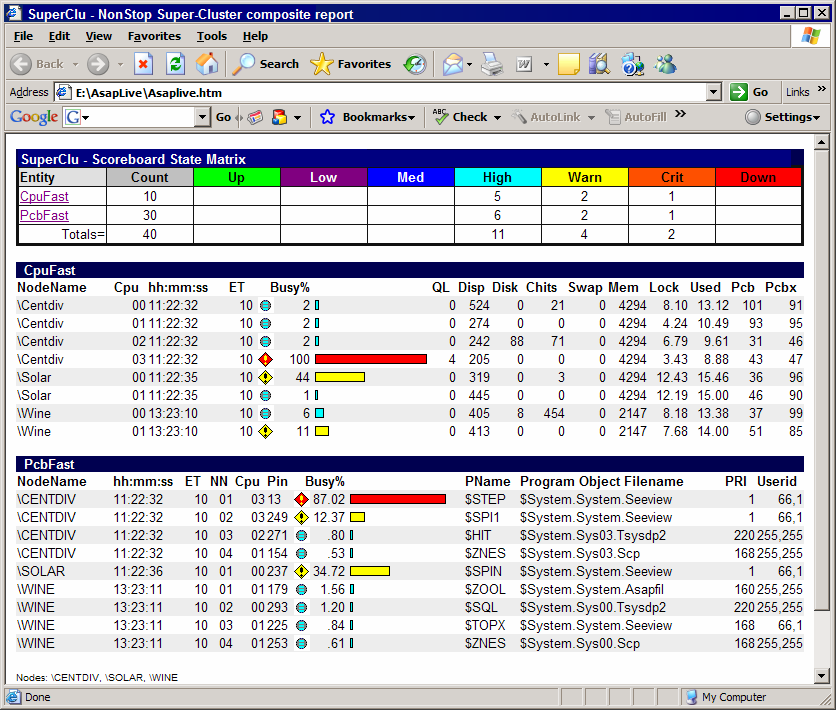 SuperClu - NonStop Super-Cluster composite report
File Edit View Favorites Tools Help
Back Search Favorites
Address E:\AsapLive\Asaplive.htm Go Links »
Google G Go Bookmarks ABC Check AutoLink AutoFill » Settings
SuperClu - Scoreboard State Matrix
Entity Count Up Low Med High Warn Crit Down
CpuFast 10 5 2 1
PcbFast 30 6 2 1
Totals= 40 11 4 2
CpuFast
NodeName Cpu hh:mm:ss ET Busy% QL Disp Disk Chits Swap Mem Lock Used Pcb Pcbx
\Centdiv 00 11:22:32 10 2 0 524 0 21 0 4294 8.10 13.12 101 91
\Centdiv 01 11:22:32 10 2 0 274 0 0 0 4294 4.24 10.49 93 95
\Centdiv 02 11:22:32 10 2 0 242 88 71 0 4294 6.79 9.61 31 46
\Centdiv 03 11:22:32 10 100 4 205 0 0 0 4294 3.43 8.88 43 47
\Solar 00 11:22:35 10 44 0 319 0 3 0 4294 12.43 15.46 36 96
\Solar 01 11:22:35 10 1 0 445 0 0 0 4294 12.19 15.00 46 90
\Wine 00 13:23:10 10 6 0 405 8 454 0 2147 8.18 13.38 37 99
\Wine 01 13:23:10 10 11 0 413 0 0 0 2147 7.68 14.00 51 85
PcbFast
NodeName hh:mm:ss ET NN Cpu Pin Busy% PName Program Object Filename PRI Userid
\CENTDIV 11:22:32 10 01 03 13 87.02 $STEP $System.System.Seeview 1 66,1
\CENTDIV 11:22:32 10 02 03 249 12.37 $SPI1 $System.System.Seeview 1 66,1
\CENTDIV 11:22:32 10 03 02 271 .80 $HIT $System.Sys03.Tsysdp2 220 255,255
\CENTDIV 11:22:32 10 04 01 154 .53 $ZNES $System.Sys03.Scp 168 255,255
\SOLAR 11:22:36 10 01 00 237 34.72 $SPIN $System.System.Seeview 1 66,1
\WINE 13:23:11 10 01 01 179 1.56 $ZOOL $System.System.Asapfil 160 255,255
\WINE 13:23:11 10 02 00 293 1.20 $SQL $System.Sys00.Tsysdp2 220 255,255
\WINE 13:23:11 10 03 01 225 .84 $TOPX $System.System.Seeview 168 66,1
\WINE 13:23:11 10 04 01 253 .61 $ZNES $System.Sys00.Scp 168 255,255
Nodes: \CENTDIV, \SOLAR, \WINE
Done My Computer